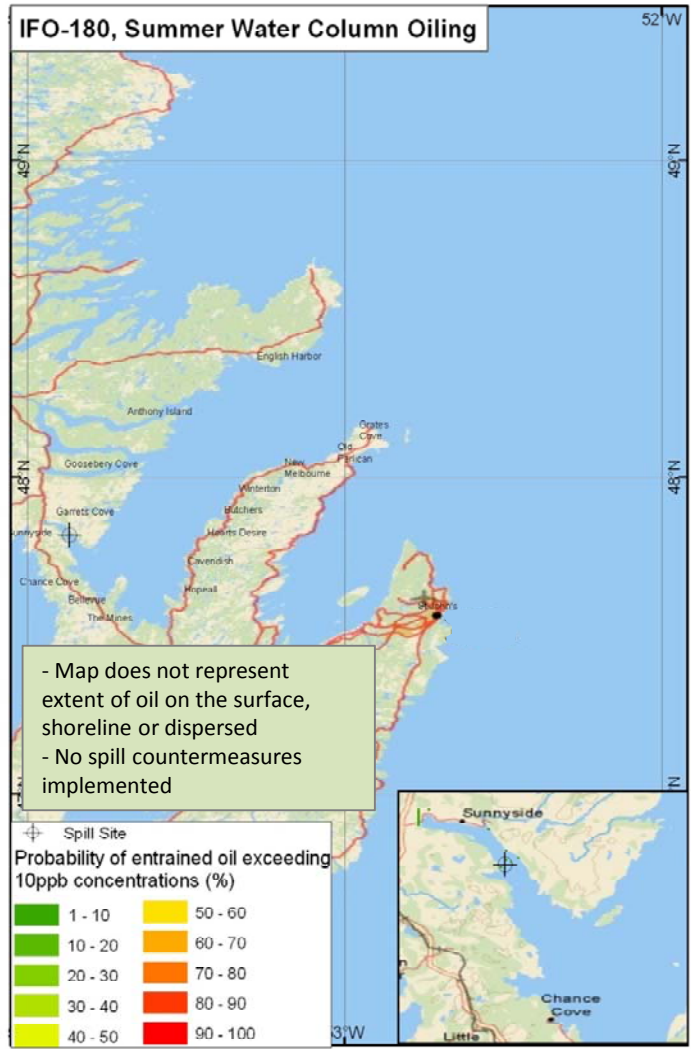 IFO-180, Summer Water Column Oiling
52°W
49°N
49°N
English Harbor
Anthony Island
Grates
Cove
Old
Perlican
New
Melbourne
Goosebery Cove
48°N
48°N
Winterton
Garrets Cove
Butchers
Hearts Desire
unnyside
Cavendish
Chance Cove
Hopeall
Bellevue
The Mines
St John's
- Map does not represent
extent of oil on the surface,
shoreline or dispersed
- No spill countermeasures
implemented
Spill Site
Probability of entrained oil exceeding
10ppb concentrations (%)
1 - 10
10 - 20
20 - 30
30 - 40
40 - 50
50 - 60
60 - 70
70 - 80
80 - 90
90 - 100
3°W
Sunnyside
Chance
Cove
Little